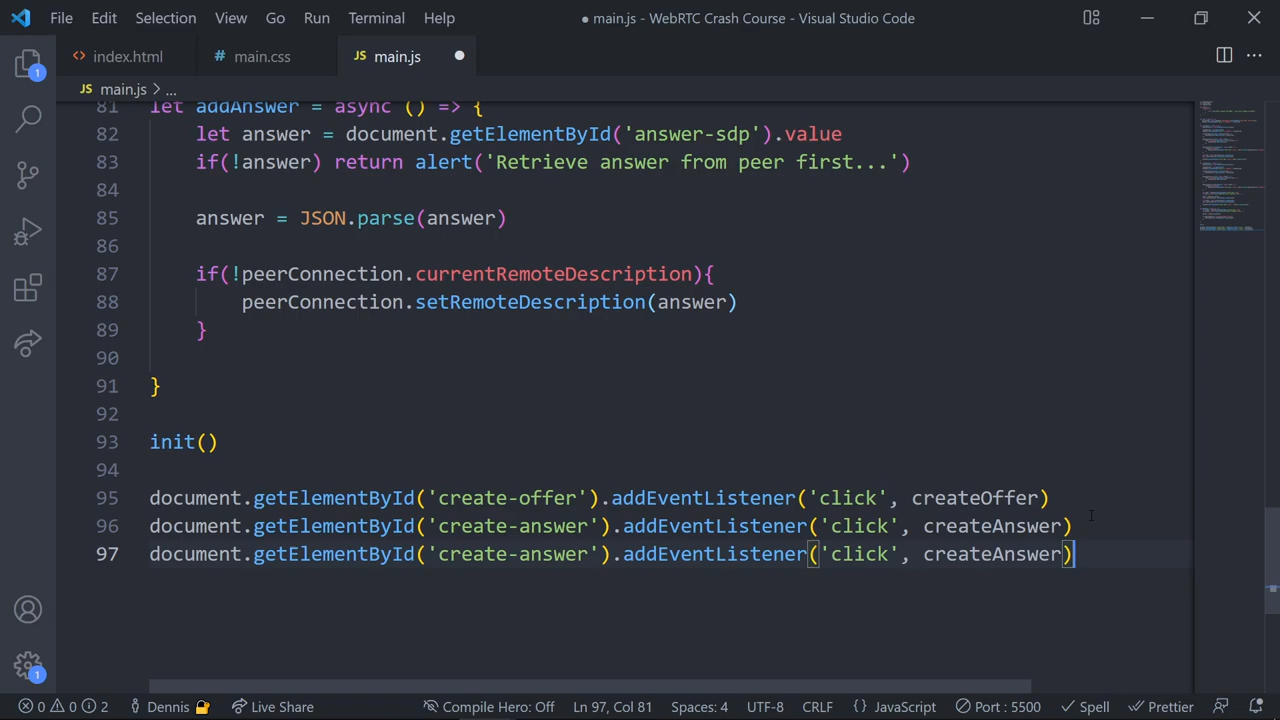 File Edit Selection View Go Run Terminal Help ● main.js - WebRTC Crash Course - Visual Studio Code
<> index.html # main.css JS main.js ●
JS main.js > ...
81 let addAnswer = async () => {
82 let answer = document.getElementById('answer-sdp').value
83 if(!answer) return alert('Retrieve answer from peer first...')
84
85 answer = JSON.parse(answer)
86
87 if(!peerConnection.currentRemoteDescription){
88 peerConnection.setRemoteDescription(answer)
89 }
90
91 }
92
93 init()
94
95 document.getElementById('create-offer').addEventListener('click', createOffer)
96 document.getElementById('create-answer').addEventListener('click', createAnswer)
97 document.getElementById('create-answer').addEventListener('click', createAnswer)
1
1
0 0 2 Dennis 🔐 Live Share Compile Hero: Off Ln 97, Col 81 Spaces: 4 UTF-8 CRLF {} JavaScript Port : 5500 Spell Prettier